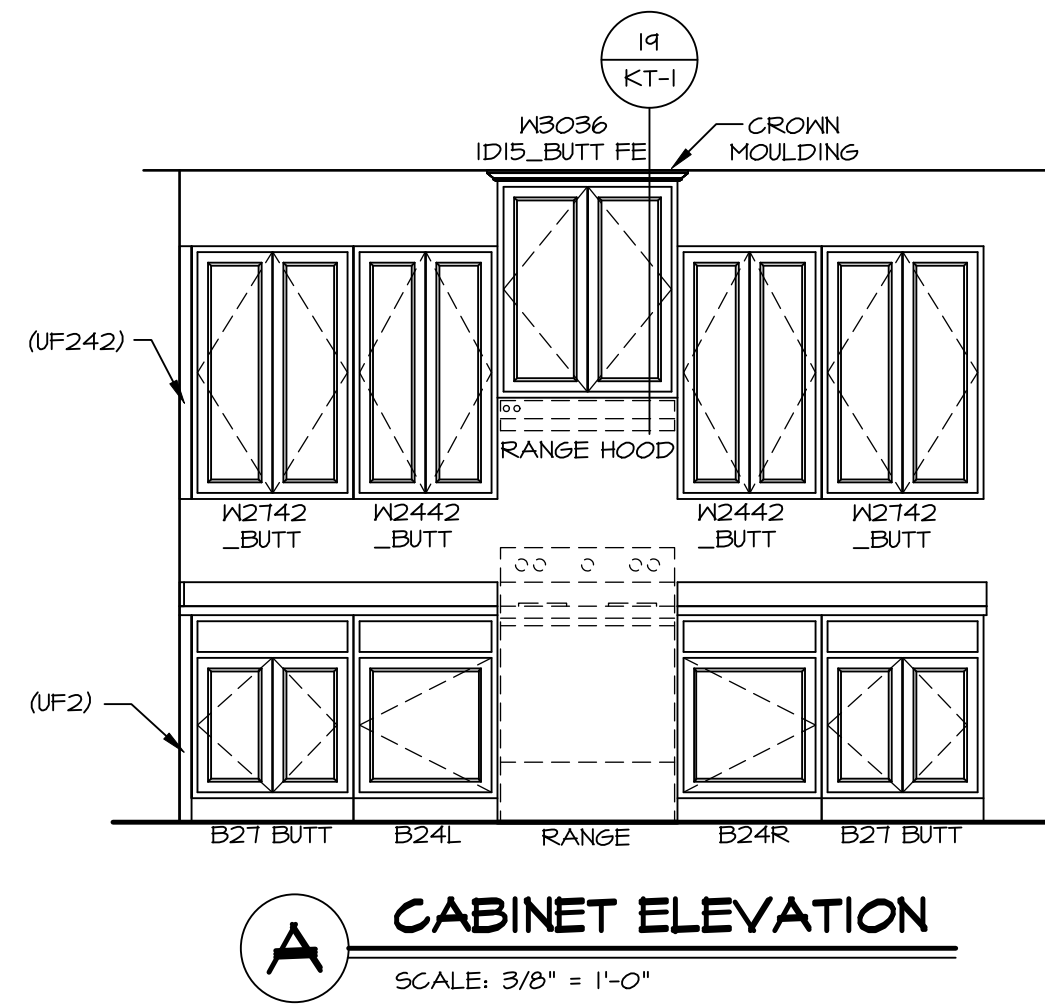 19
KT-1
W3036
1D15_BUTT FE
CROWN
MOULDING
(UF242)
RANGE HOOD
W2742
_BUTT
W2442
_BUTT
W2442
_BUTT
W2742
_BUTT
(UF2)
B27 BUTT
B24L
RANGE
B24R
B27 BUTT
A
CABINET ELEVATION
SCALE: 3/8" = 1'-0"